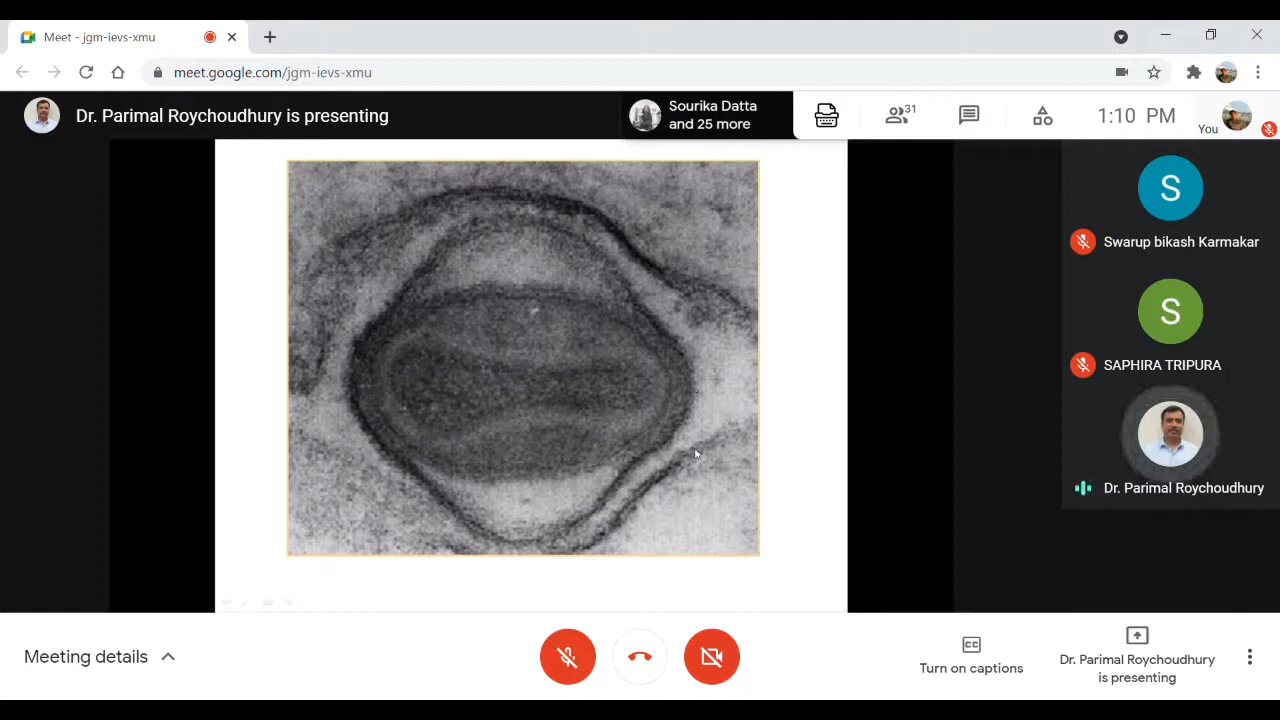 Meet - jgm-ievs-xmu
meet.google.com/jgm-ievs-xmu
Dr. Parimal Roychoudhury is presenting
Sourika Datta
and 25 more
31
1:10 PM
You
S
Swarup bikash Karmakar
S
SAPHIRA TRIPURA
Dr. Parimal Roychoudhury
Meeting details
CC
Turn on captions
Dr. Parimal Roychoudhury
is presenting